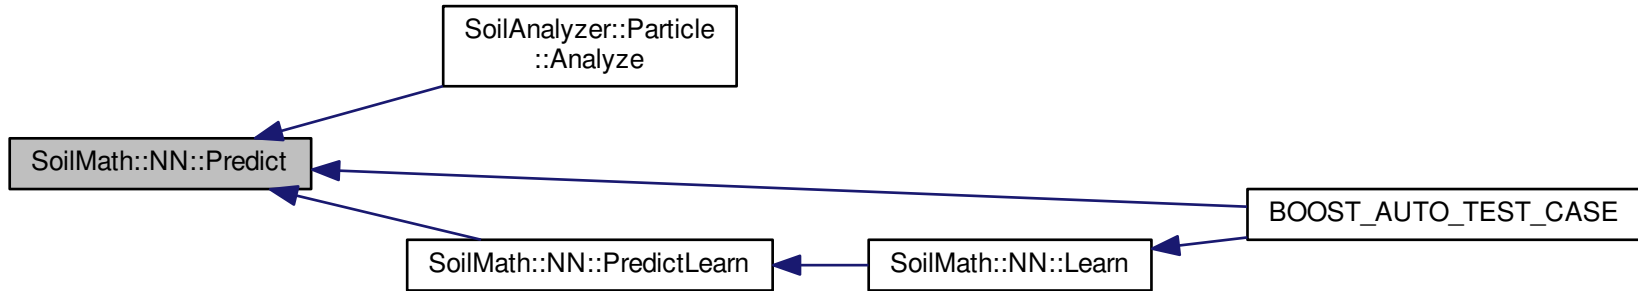 SoilAnalyzer::Particle
::Analyze
SoilMath::NN::Predict
BOOST_AUTO_TEST_CASE
SoilMath::NN::PredictLearn
SoilMath::NN::Learn